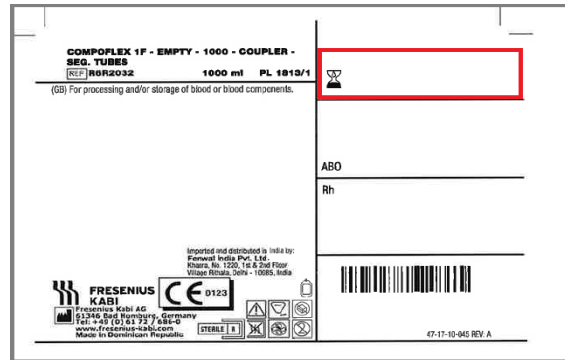 COMPOFLEX 1F - EMPTY - 1000 - COUPLER -
SEG. TUBES
REF R6R2032 1000 ml PL 1813/1
(GB) For processing and/or storage of blood or blood components.
ABO
Rh
Imported and distributed in India by:
Fenwal India Pvt. Ltd.
Khasra, No. 1220, 1st & 2nd Floor
Village Rithala, Delhi - 10085, India
FRESENIUS
KABI
CE 0123
Fresenius Kabi AG
61346 Bad Homburg, Germany
Tel: +49 (0) 61 72 / 686-0
www.fresenius-kabi.com
Made in Dominican Republic
STERILE R
47-17-10-045 REV: A